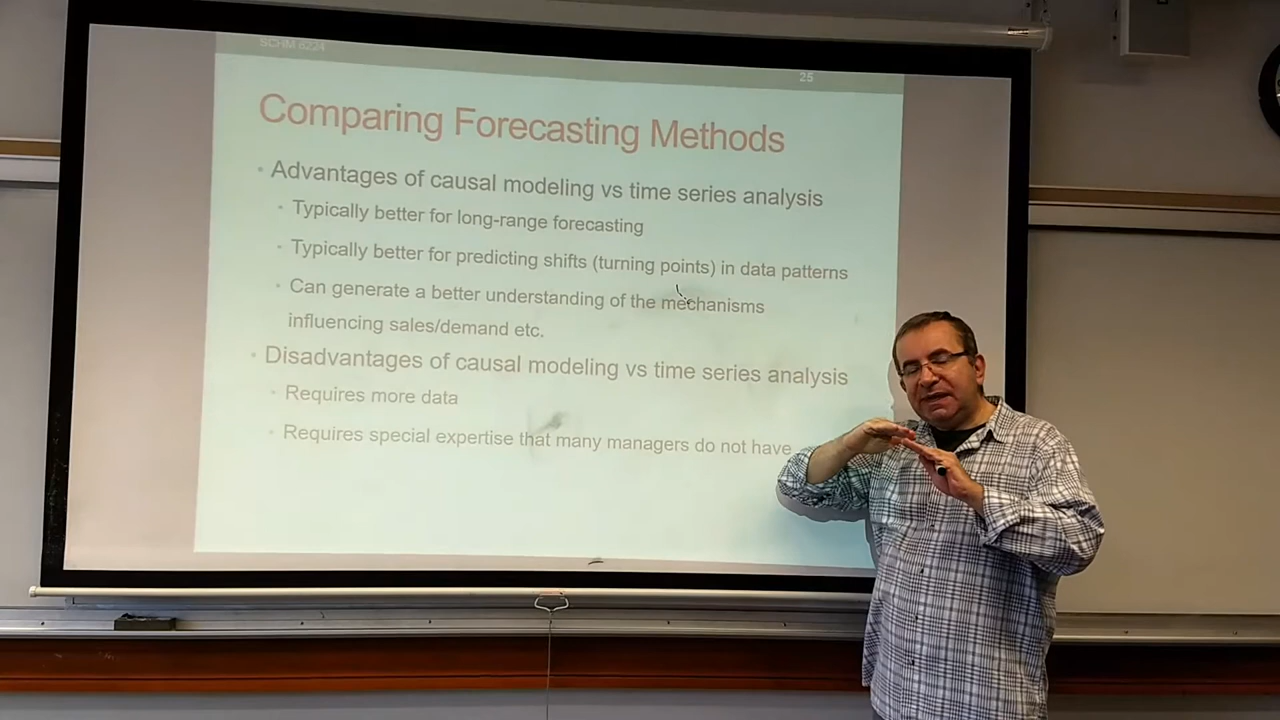 25
Comparing Forecasting Methods
• Advantages of causal modeling vs time series analysis
• Typically better for long-range forecasting
• Typically better for predicting shifts (turning points) in data patterns
• Can generate a better understanding of the mechanisms
influencing sales/demand etc.
• Disadvantages of causal modeling vs time series analysis
• Requires more data
• Requires special expertise that many managers do not have